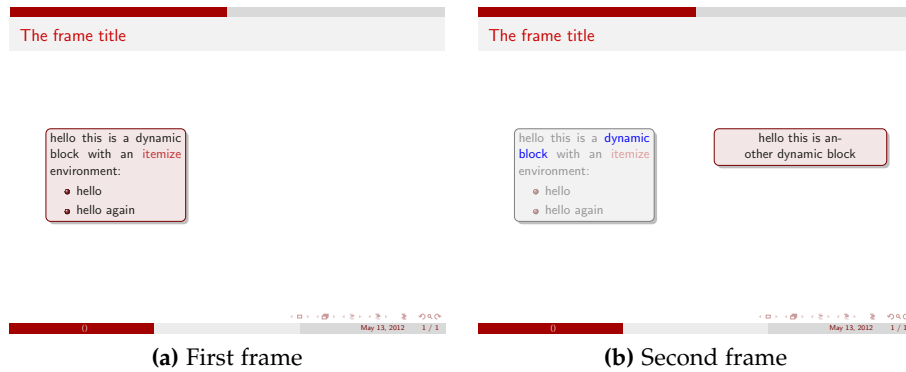 The frame title
hello this is a dynamic
block with an itemize
environment:
hello
hello again
()
May 13, 2012
1 / 1
(a) First frame
The frame title
hello this is a dynamic
block with an itemize
environment:
hello
hello again
hello this is an-
other dynamic block
()
May 13, 2012
1 / 1
(b) Second frame